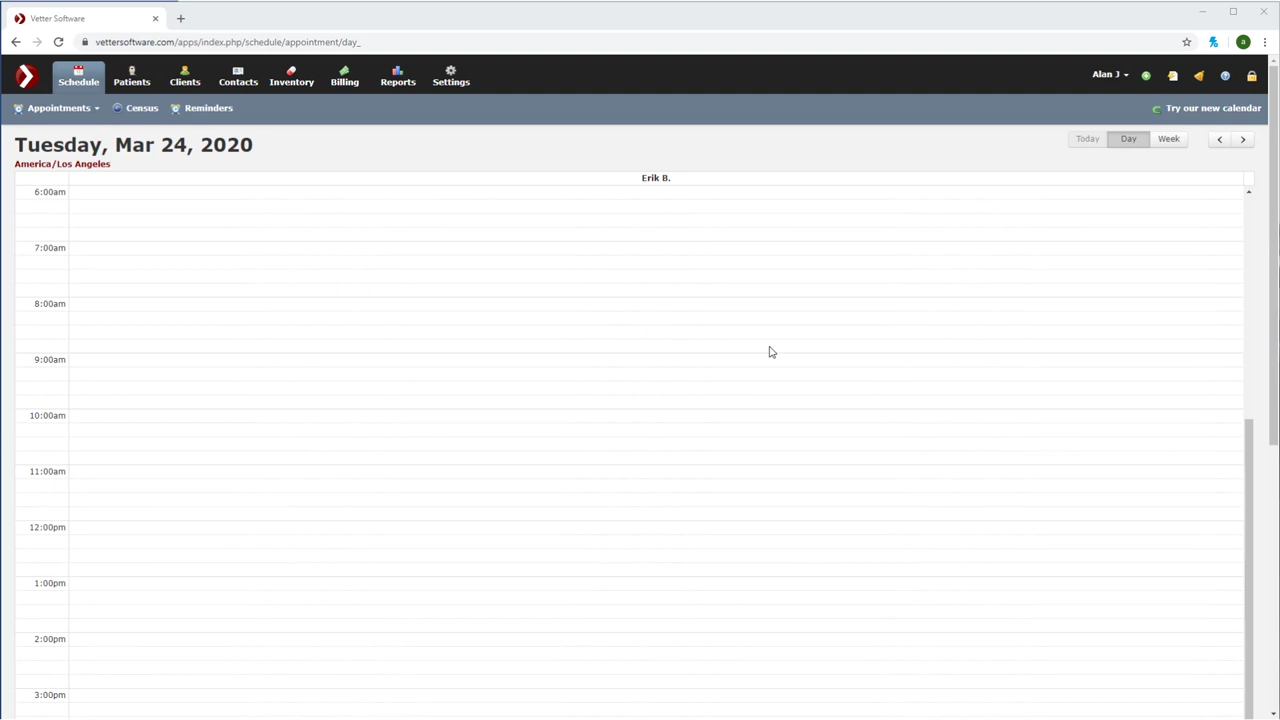 Vetter Software
vettersoftware.com/apps/index.php/schedule/appointment/day_
a
Schedule Patients Clients Contacts Inventory Billing Reports Settings
Alan J
Appointments Census Reminders
Try our new calendar
Tuesday, Mar 24, 2020
Today Day Week
America/Los Angeles
Erik B.
6:00am
7:00am
8:00am
9:00am
10:00am
11:00am
12:00pm
1:00pm
2:00pm
3:00pm